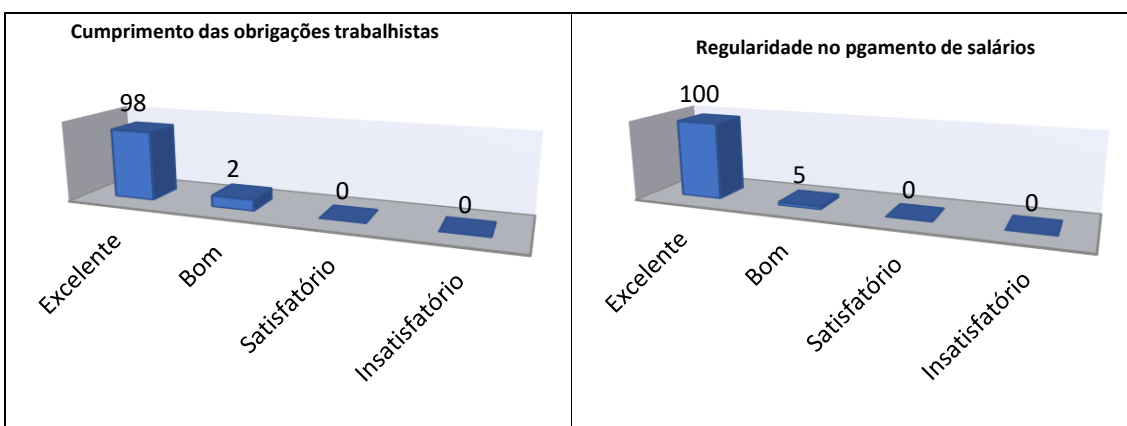 Cumprimento das obrigações trabalhistas
98
2
0
0
Excelente
Bom
Satisfatório
Insatisfatório
Regularidade no pgamento de salários
100
5
0
0
Excelente
Bom
Satisfatório
Insatisfatório